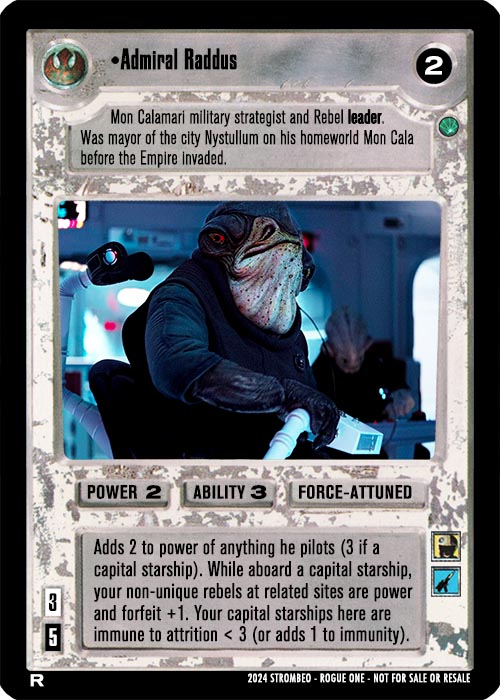 •Admiral Raddus
2
Mon Calamari military strategist and Rebel leader.
Was mayor of the city Nystullum on his homeworld Mon Cala
before the Empire invaded.
POWER 2
ABILITY 3
FORCE-ATTUNED
Adds 2 to power of anything he pilots (3 if a
capital starship). While aboard a capital starship,
your non-unique rebels at related sites are power
and forfeit +1. Your capital starships here are
immune to attrition < 3 (or adds 1 to immunity).
3
5
R
2024 STROMBEO - ROGUE ONE - NOT FOR SALE OR RESALE